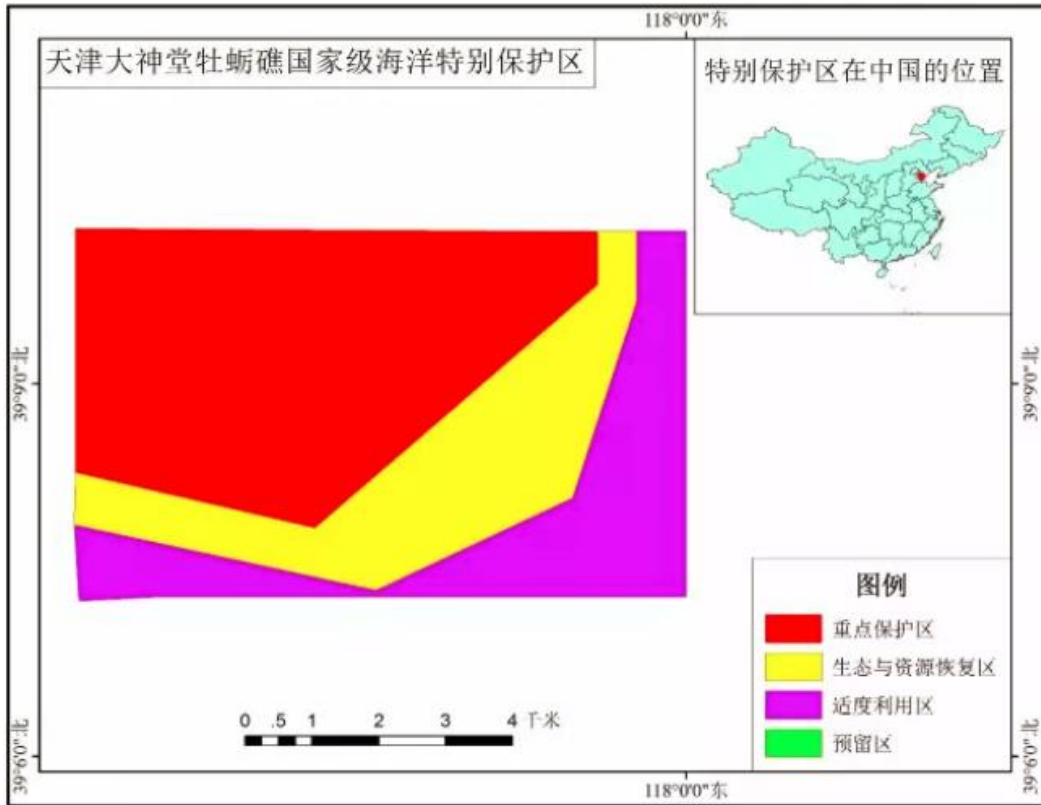 118°0'0"东
天津大神堂牡蛎礁国家级海洋特别保护区
特别保护区在中国的位置
39°9'0"北
39°9'0"北
图例
重点保护区
生态与资源恢复区
适度利用区
预留区
0 .5 1 2 3 4 千米
39°6'0"北
39°6'0"北
118°0'0"东